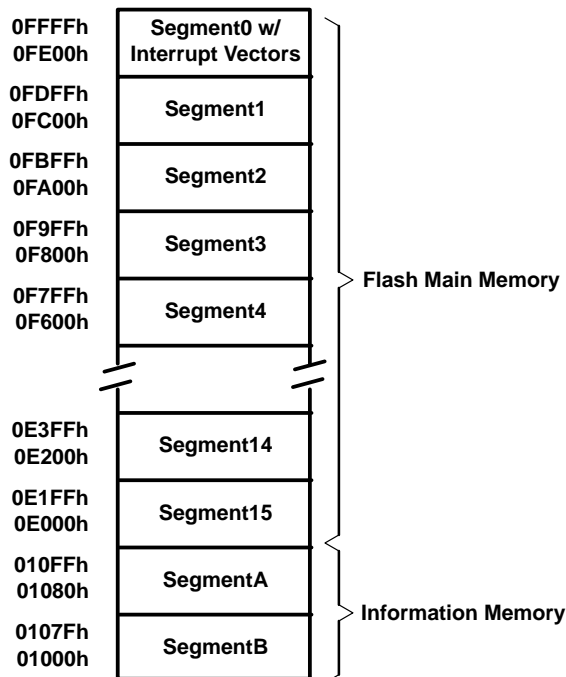 0FFFFh
0FE00h
Segment0 w/
Interrupt Vectors
0FDFFh
0FC00h
Segment1
0FBFFh
0FA00h
Segment2
0F9FFh
0F800h
Segment3
0F7FFh
0F600h
Segment4
Flash Main Memory
0E3FFh
0E200h
Segment14
0E1FFh
0E000h
Segment15
010FFh
01080h
SegmentA
0107Fh
01000h
SegmentB
Information Memory